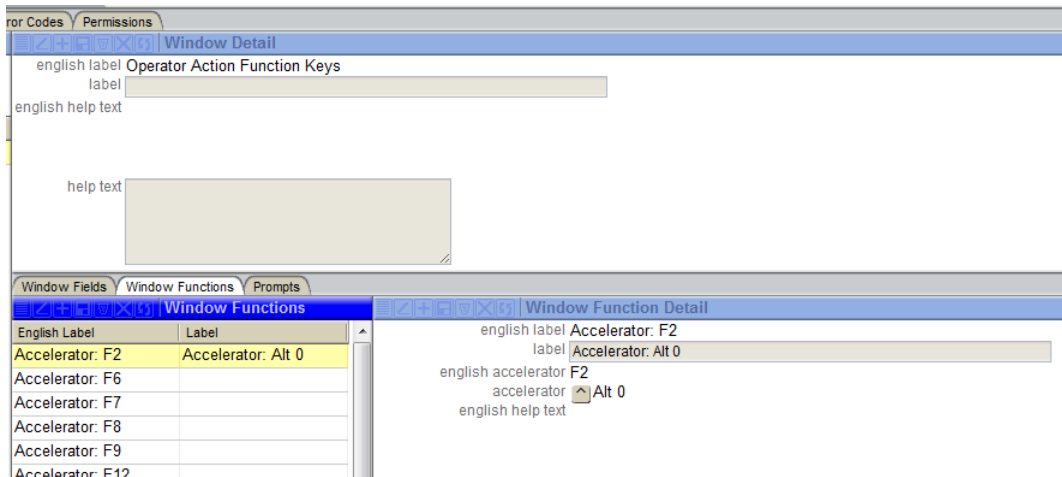 ror Codes Permissions
Window Detail
english label Operator Action Function Keys
label
english help text
help text
Window Fields Window Functions Prompts
Window Functions Window Function Detail
English Label Label
Accelerator: F2 Accelerator: Alt 0
Accelerator: F6
Accelerator: F7
Accelerator: F8
Accelerator: F9
Accelerator: F12
english label Accelerator: F2
label Accelerator: Alt 0
english accelerator F2
accelerator Alt 0
english help text